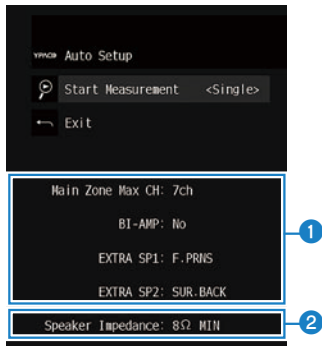 YPAO Auto Setup
Start Measurement <Single>
Exit
Main Zone Max CH: 7ch
BI-AMP: No
1
EXTRA SP1: F.PRNS
EXTRA SP2: SUR.BACK
Speaker Impedance: 8Ω MIN 2